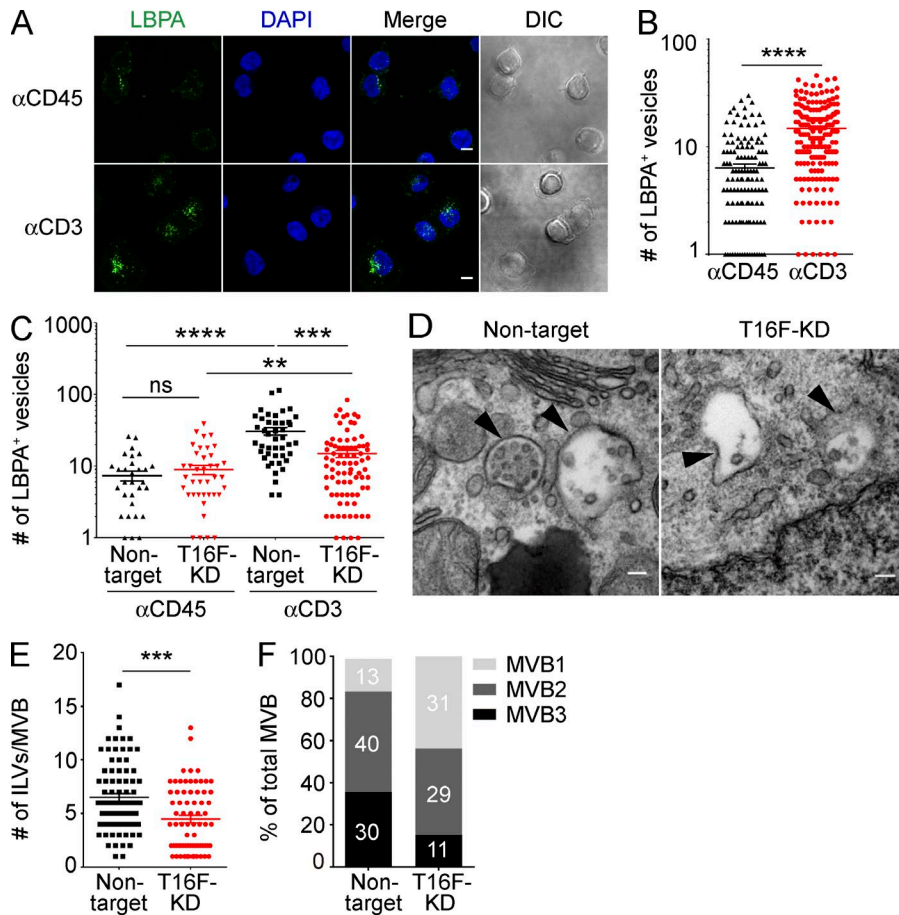 A
LBPA
DAPI
Merge
DIC
αCD45
αCD3
B
****
100
10
1
# of LBPA⁺ vesicles
αCD45
αCD3
C
****
***
**
ns
1000
100
10
1
# of LBPA⁺ vesicles
Non-
target
T16F-
KD
Non-
target
T16F-
KD
αCD45
αCD3
D
Non-target
T16F-KD
E
***
20
15
10
5
0
# of ILVs/MVB
Non-
target
T16F-
KD
F
100
80
60
40
20
0
% of total MVB
13
40
30
31
29
11
Non-
target
T16F-
KD
MVB1
MVB2
MVB3